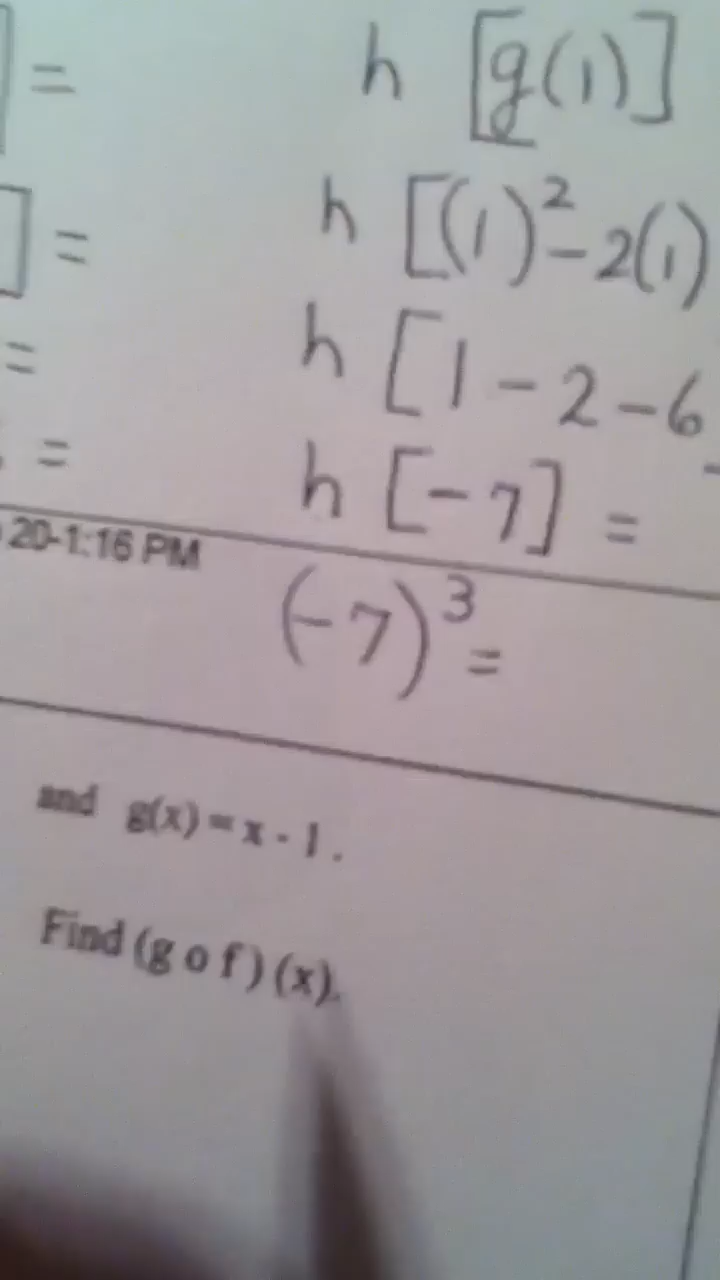 ] = h [g(1)]
] = h [(1)² - 2(1)
= h [1 - 2 - 6
= h [-7] =
20-1:16 PM
(-7)³ =
and g(x) = x - 1 .
Find (g o f ) (x).